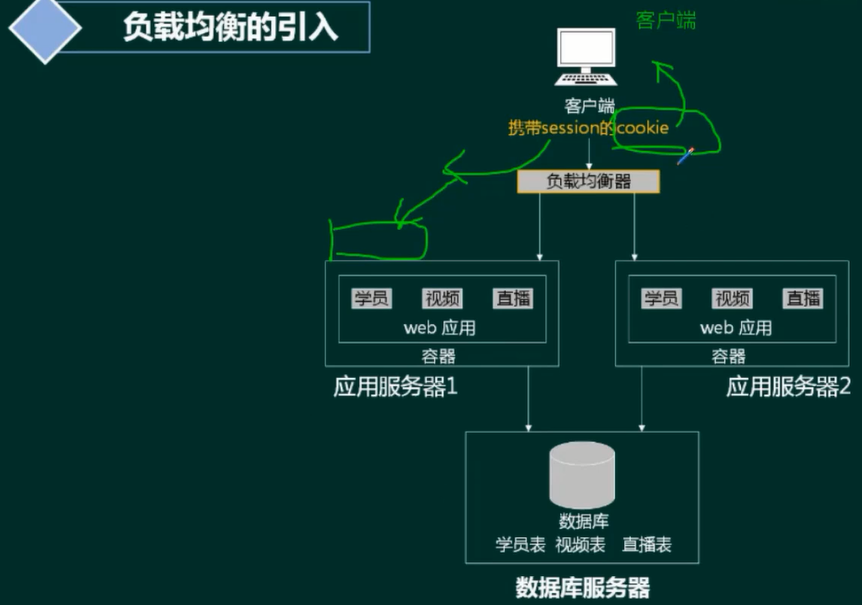 负载均衡的引入
客户端
客户端
携带session的cookie
负载均衡器
学员 视频 直播
web 应用
容器
应用服务器1
学员 视频 直播
web 应用
容器
应用服务器2
数据库
学员表 视频表 直播表
数据库服务器